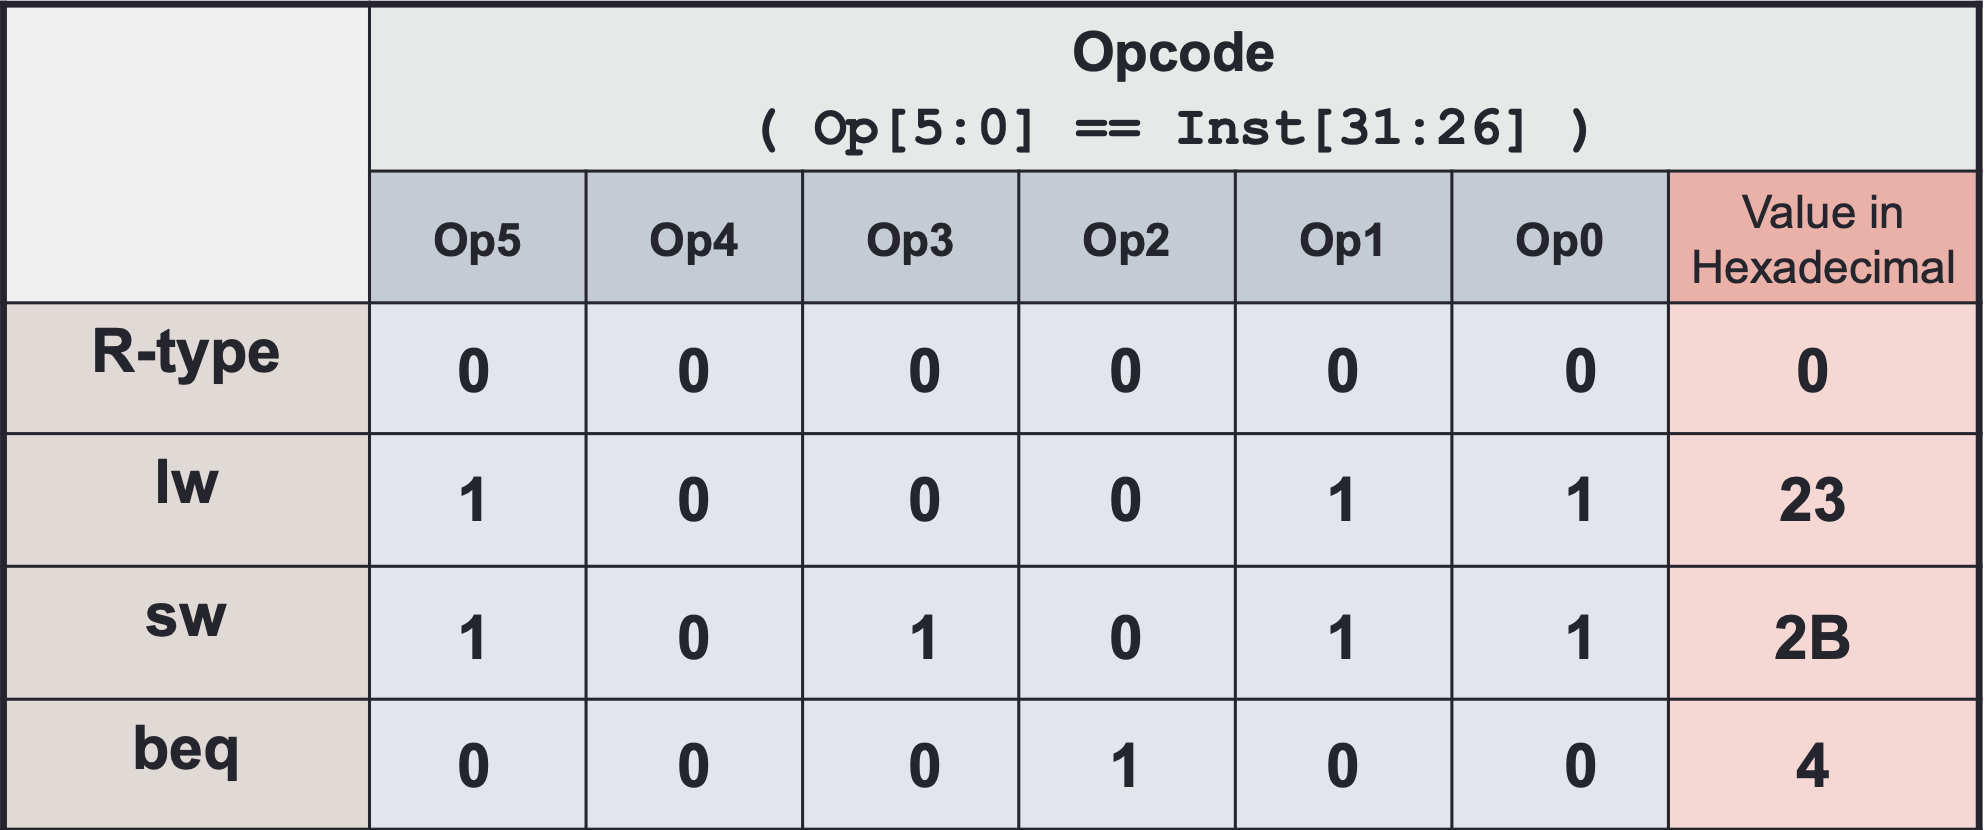 Opcode
( Op[5:0] == Inst[31:26] )
Op5 Op4 Op3 Op2 Op1 Op0 Value in Hexadecimal
R-type 0 0 0 0 0 0 0
lw 1 0 0 0 1 1 23
sw 1 0 1 0 1 1 2B
beq 0 0 0 1 0 0 4